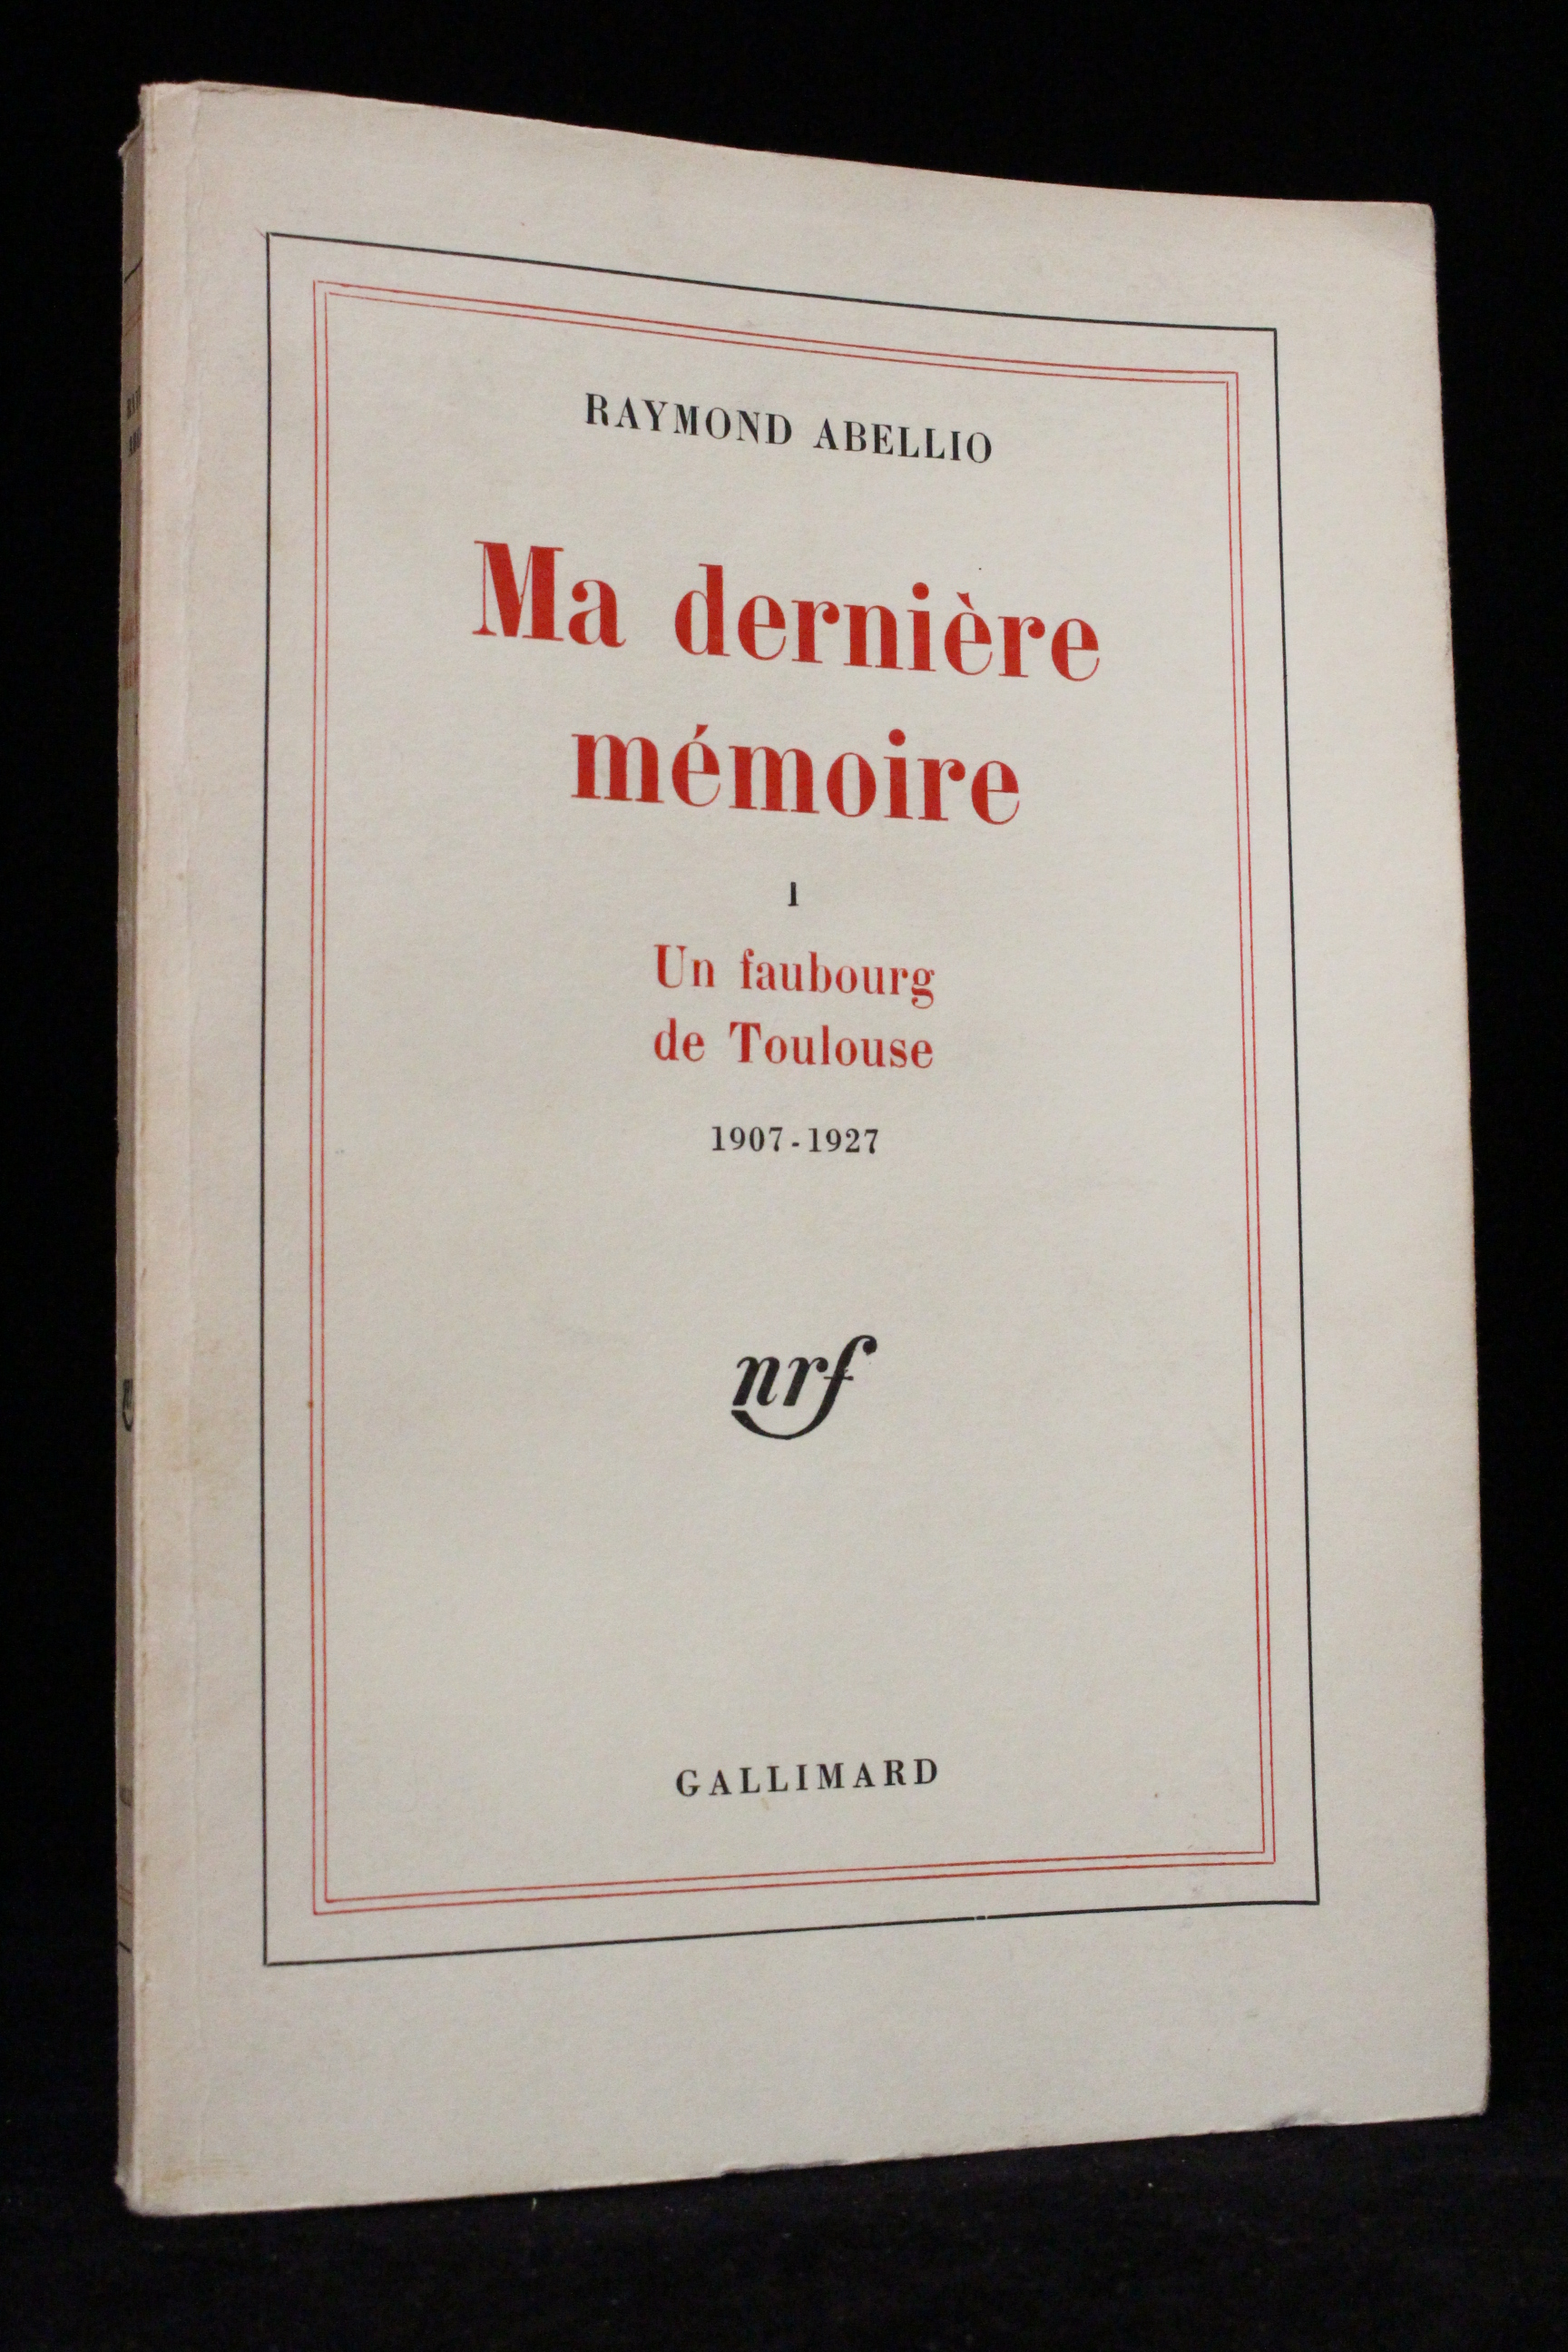 RAYMOND ABELLIO
Ma dernière
mémoire
I
Un faubourg
de Toulouse
1907-1927
nrf
GALLIMARD